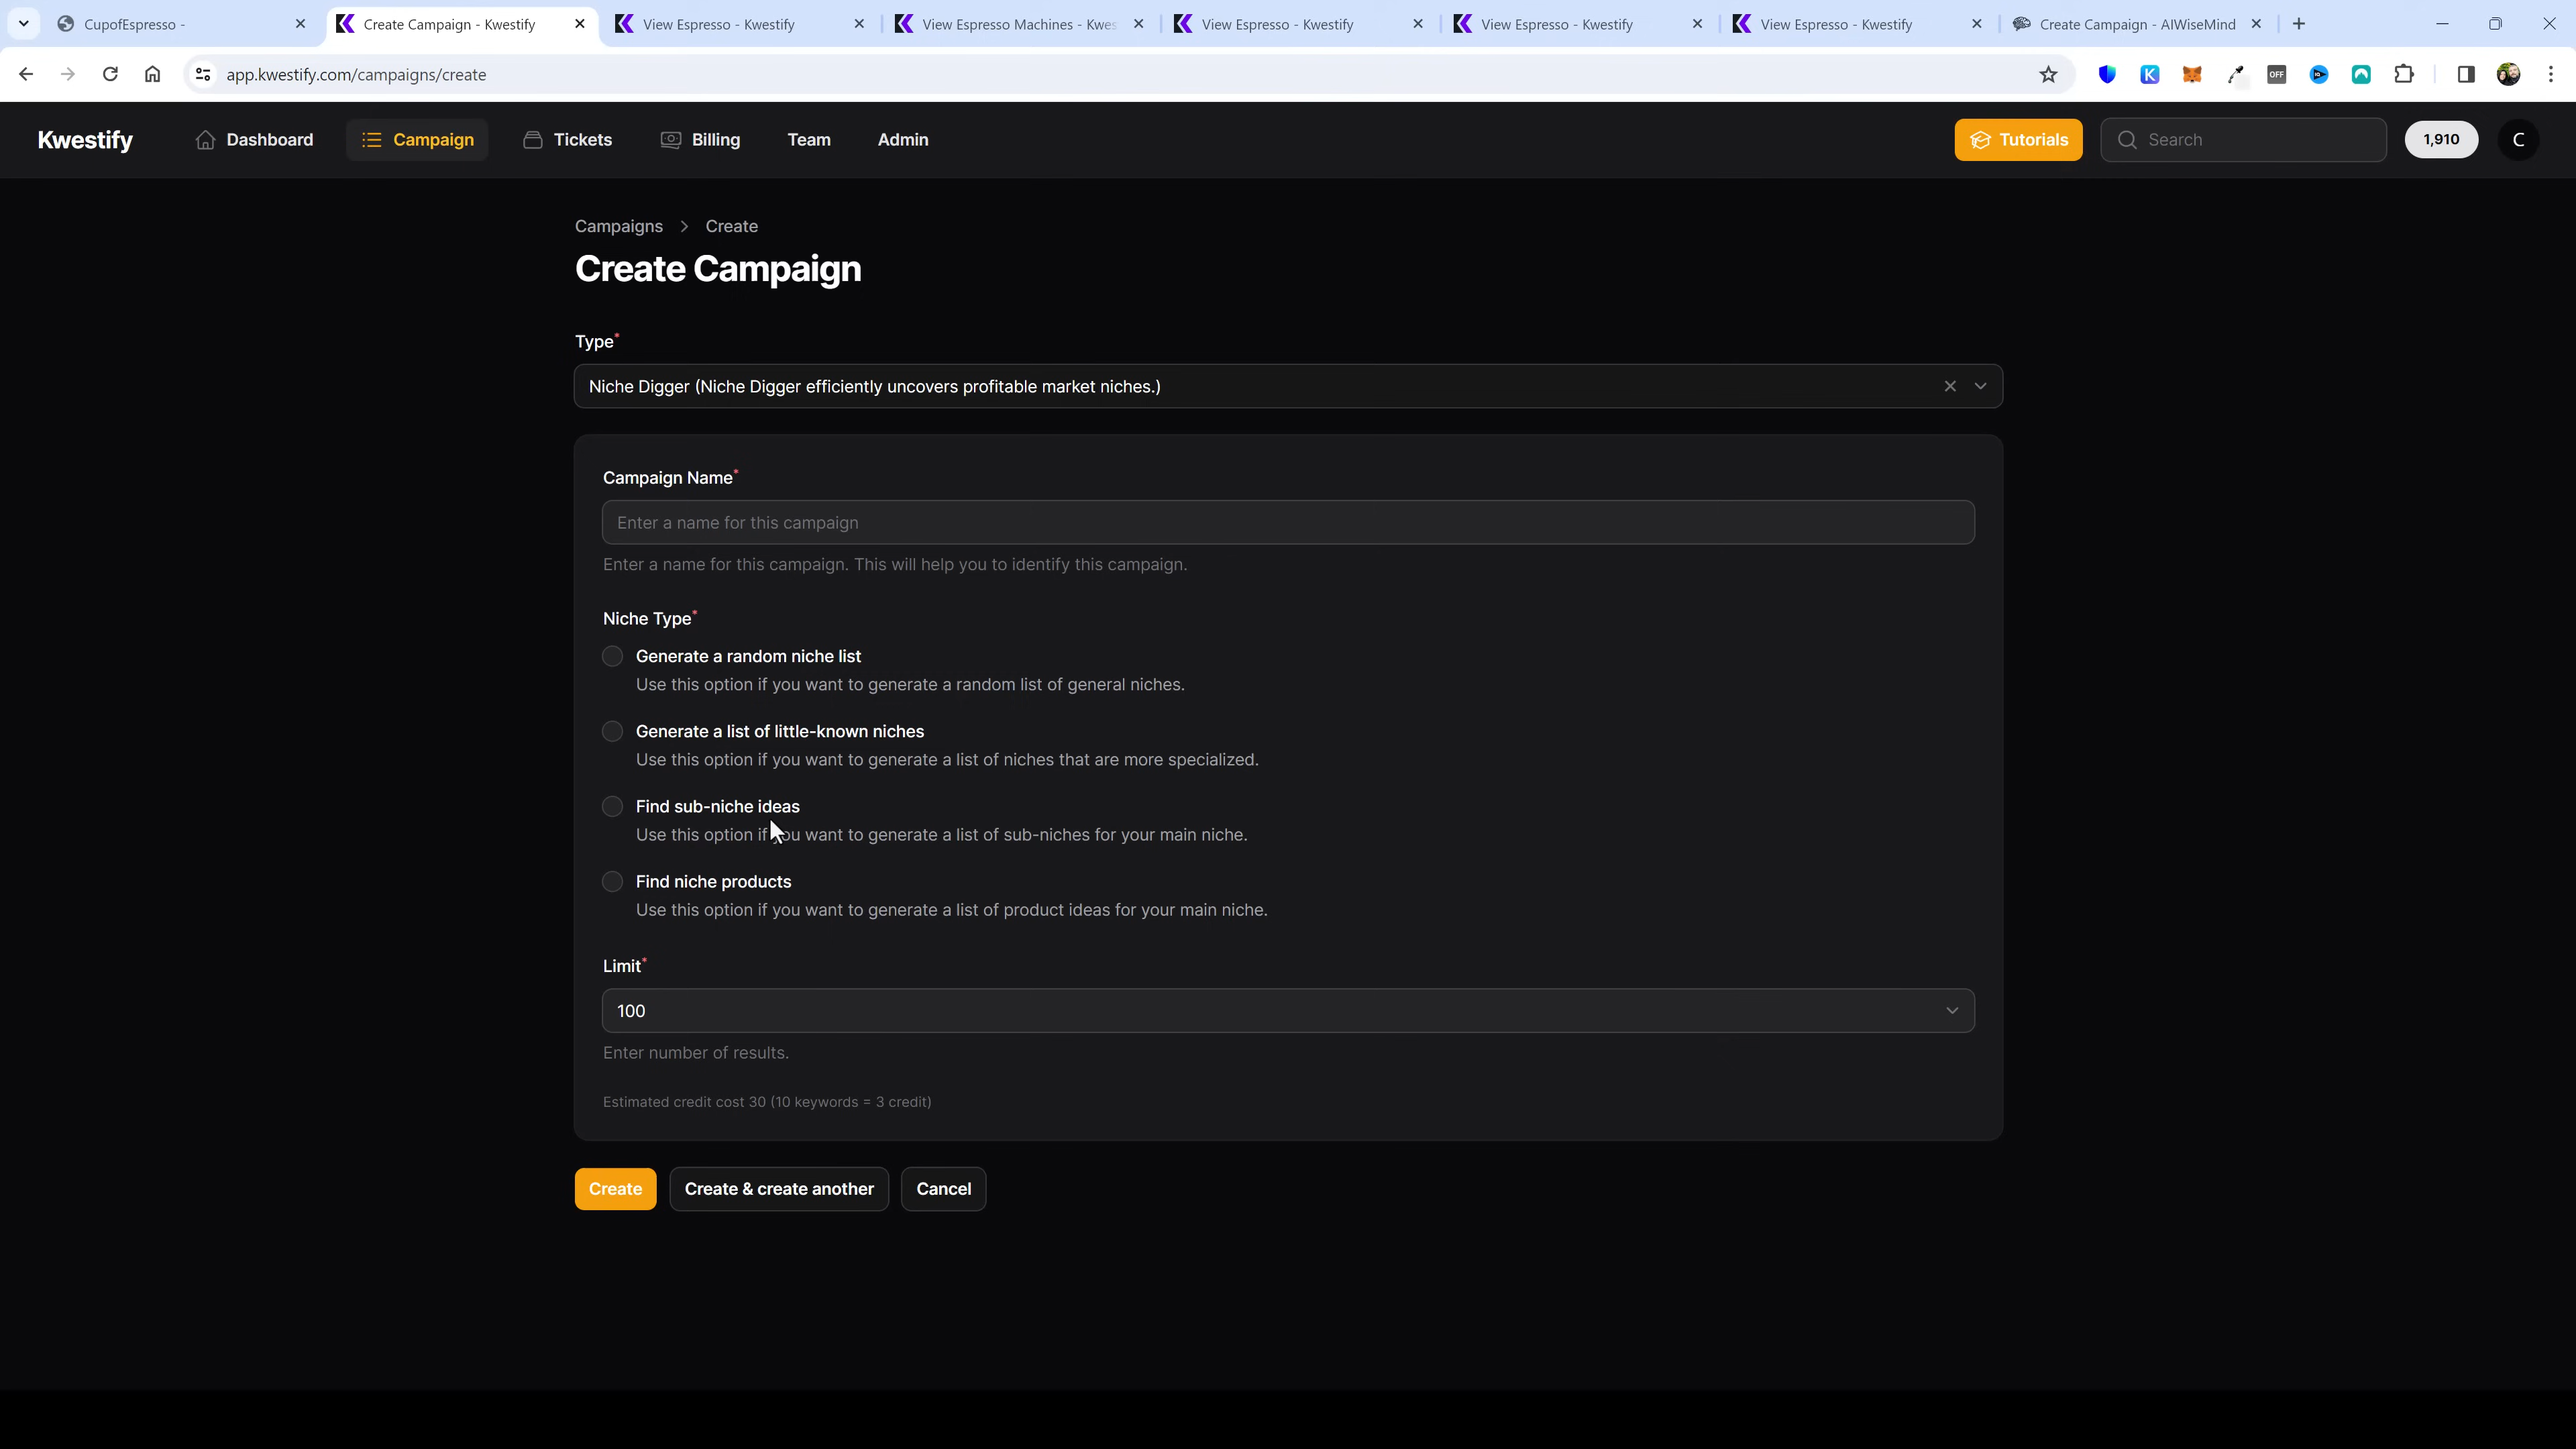 CupofEspresso -
Create Campaign - Kwestify
View Espresso - Kwestify
View Espresso Machines - Kwes
View Espresso - Kwestify
View Espresso - Kwestify
View Espresso - Kwestify
Create Campaign - AIWiseMind
app.kwestify.com/campaigns/create
OFF
Kwestify
Dashboard
Campaign
Tickets
Billing
Team
Admin
Tutorials
Search
1,910
C
Campaigns > Create
Create Campaign
Type*
Niche Digger (Niche Digger efficiently uncovers profitable market niches.)
Campaign Name*
Enter a name for this campaign
Enter a name for this campaign. This will help you to identify this campaign.
Niche Type*
Generate a random niche list
Use this option if you want to generate a random list of general niches.
Generate a list of little-known niches
Use this option if you want to generate a list of niches that are more specialized.
Find sub-niche ideas
Use this option if you want to generate a list of sub-niches for your main niche.
Find niche products
Use this option if you want to generate a list of product ideas for your main niche.
Limit*
100
Enter number of results.
Estimated credit cost 30 (10 keywords = 3 credit)
Create
Create & create another
Cancel